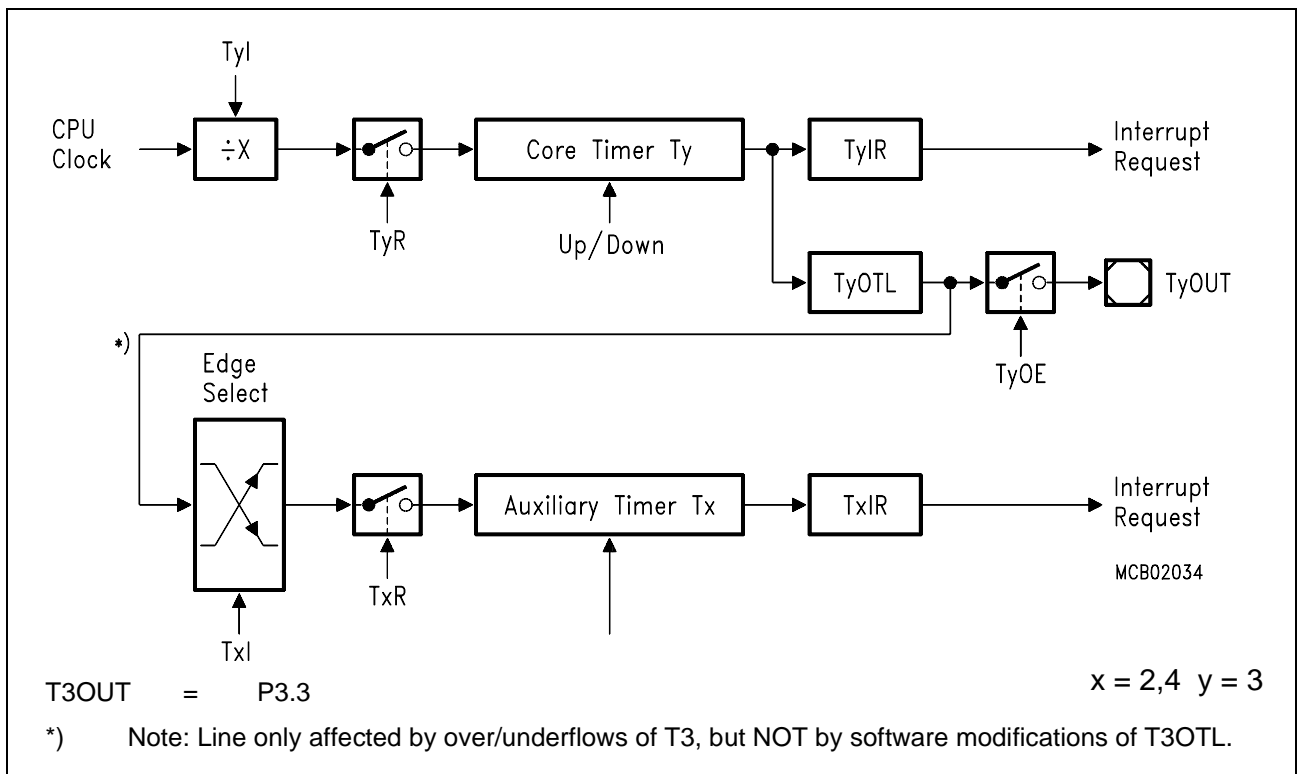 TyI
CPU
Clock
÷X
Core Timer Ty
TyIR
Interrupt
Request
TyR
Up/Down
TyOTL
TyOUT
*)
TyOE
Edge
Select
Auxiliary Timer Tx
TxIR
Interrupt
Request
MCB02034
TxR
TxI
T3OUT = P3.3
x = 2,4 y = 3
*) Note: Line only affected by over/underflows of T3, but NOT by software modifications of T3OTL.